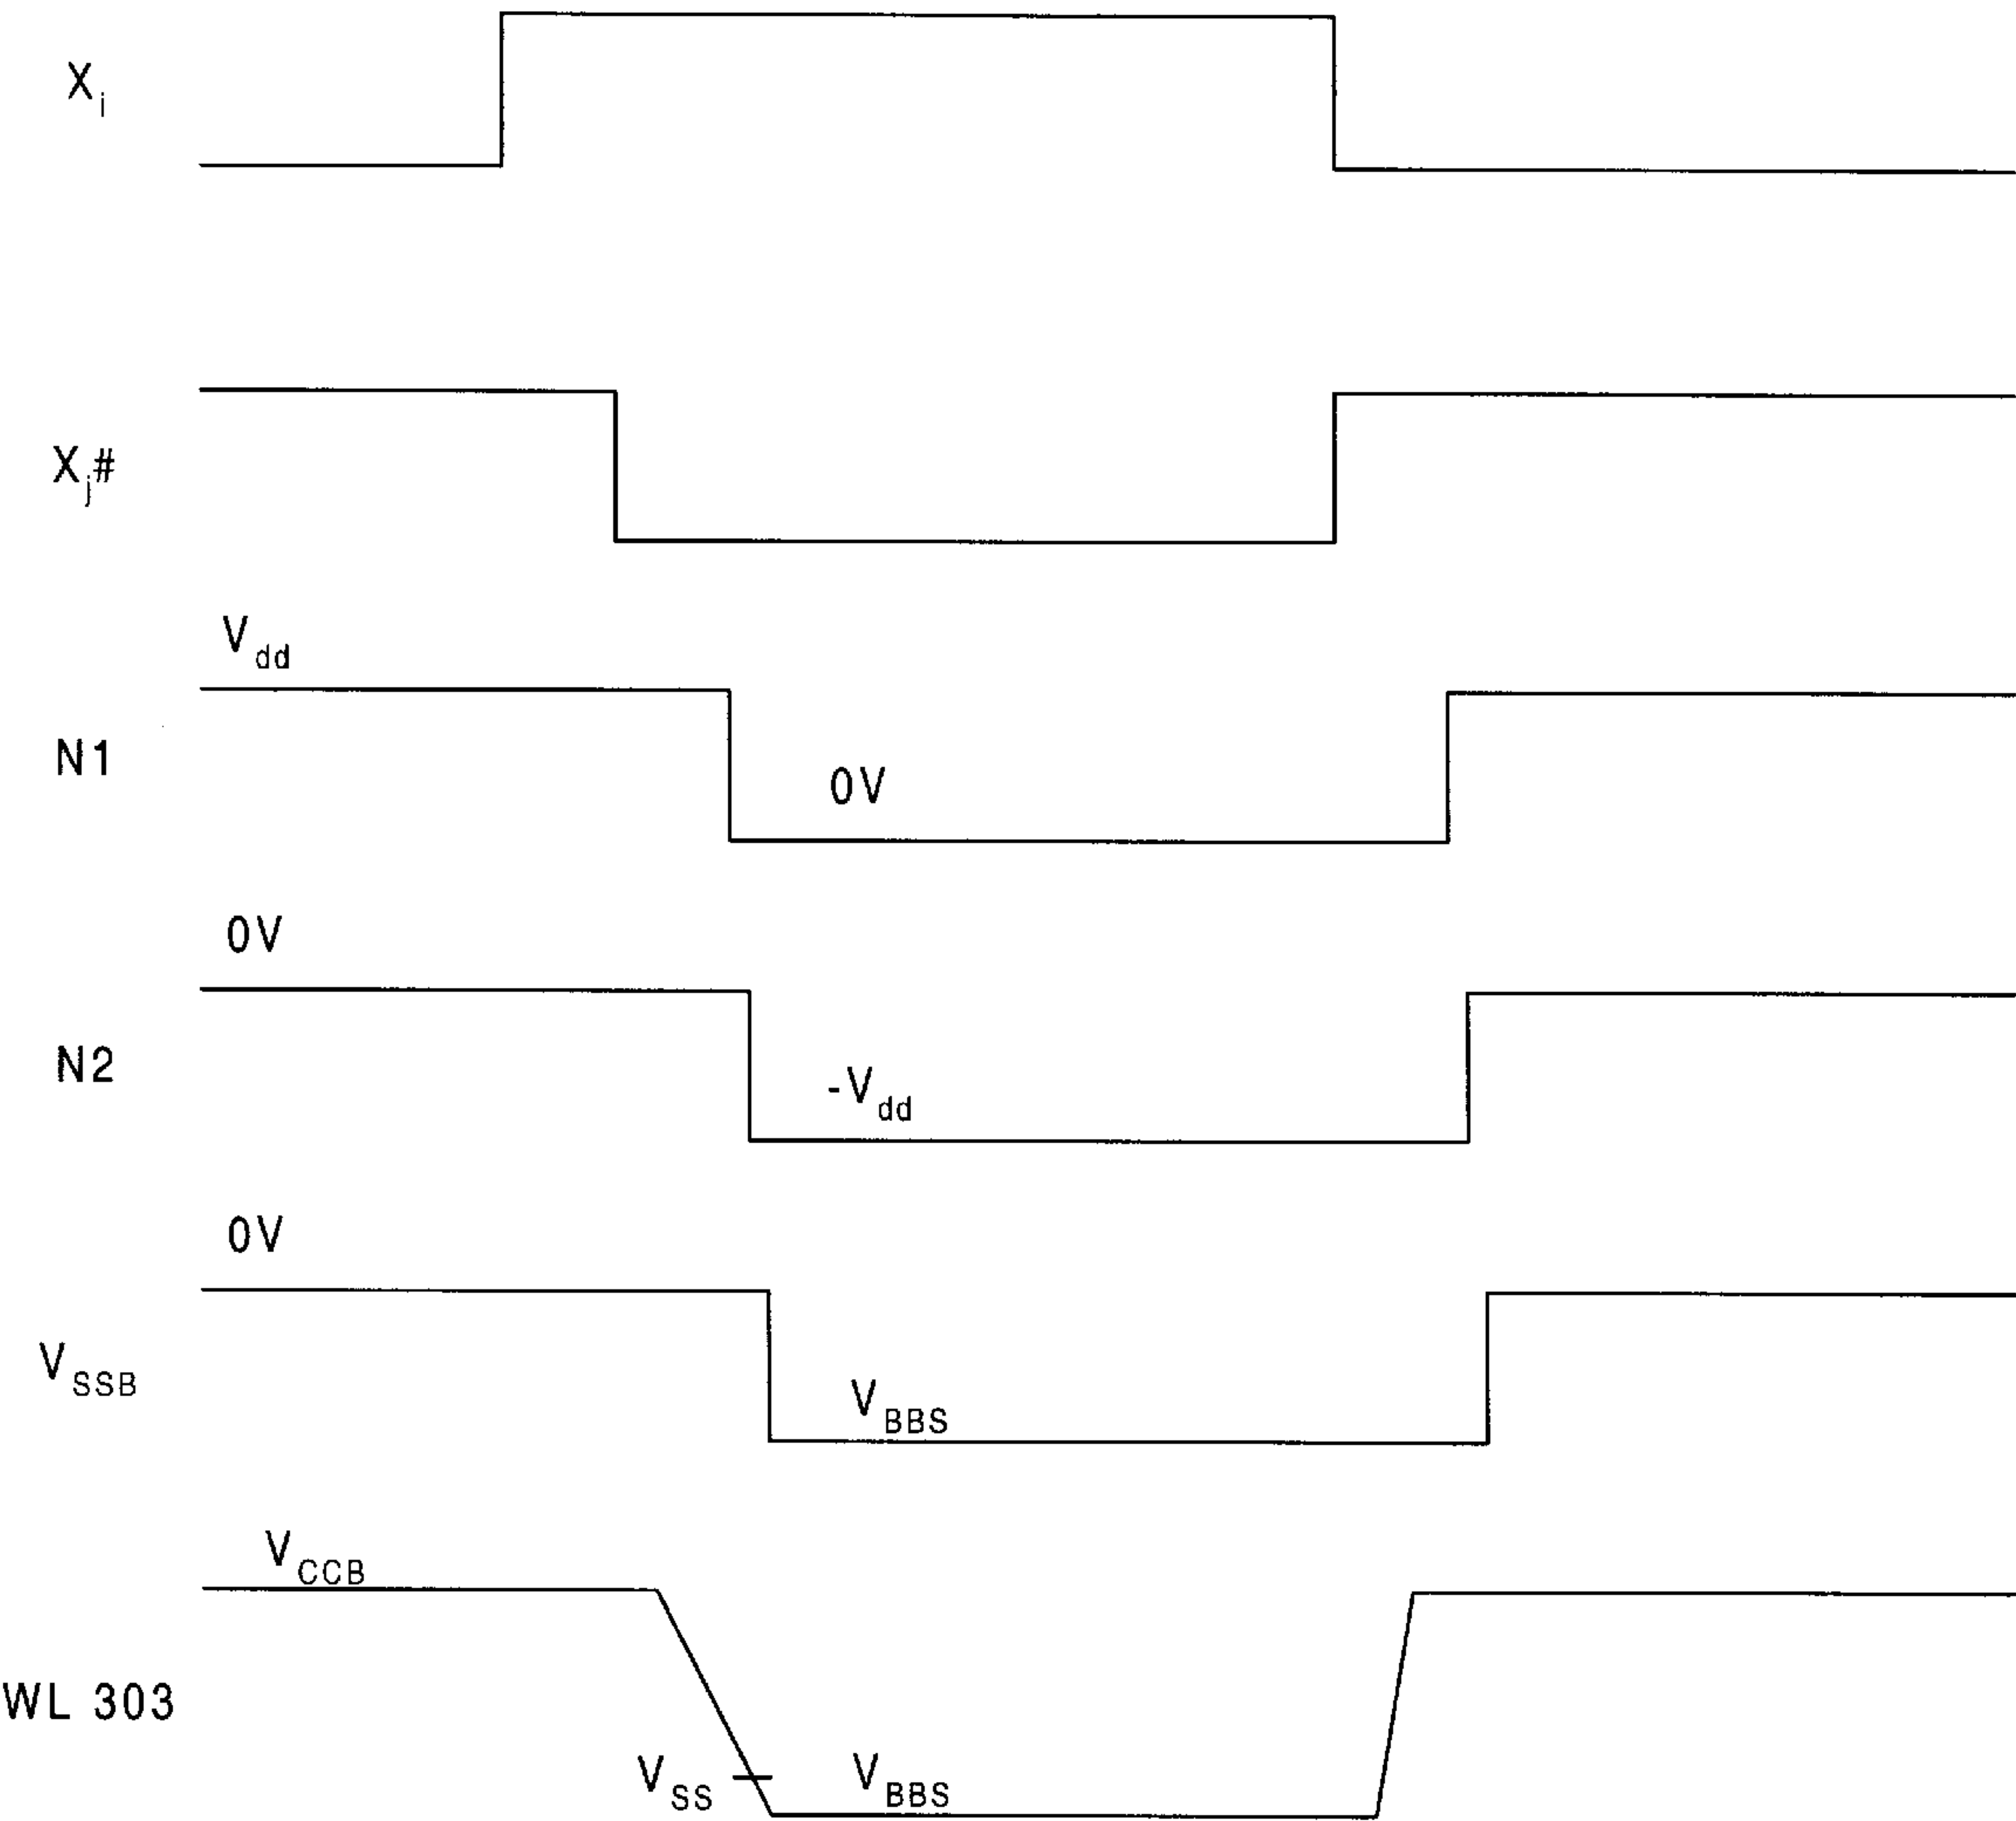 Xi
Xj#
Vdd
N1
0V
0V
N2
-Vdd
0V
VSSB
VBBS
VCCB
WL 303
VSS
VBBS